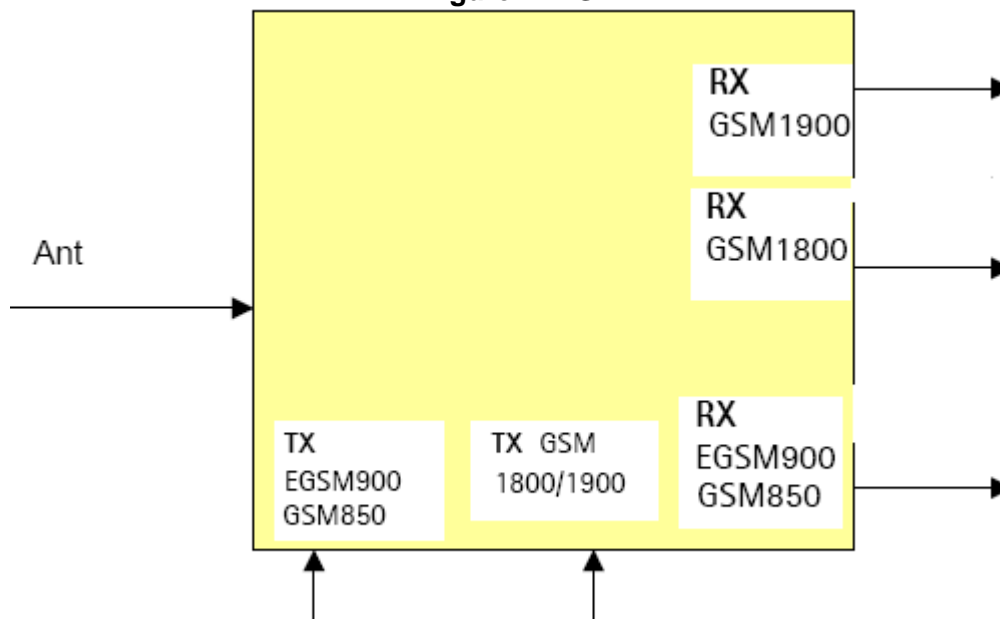 RX
GSM1900
RX
GSM1800
Ant
RX
EGSM900
GSM850
TX
EGSM900
GSM850
TX GSM
1800/1900